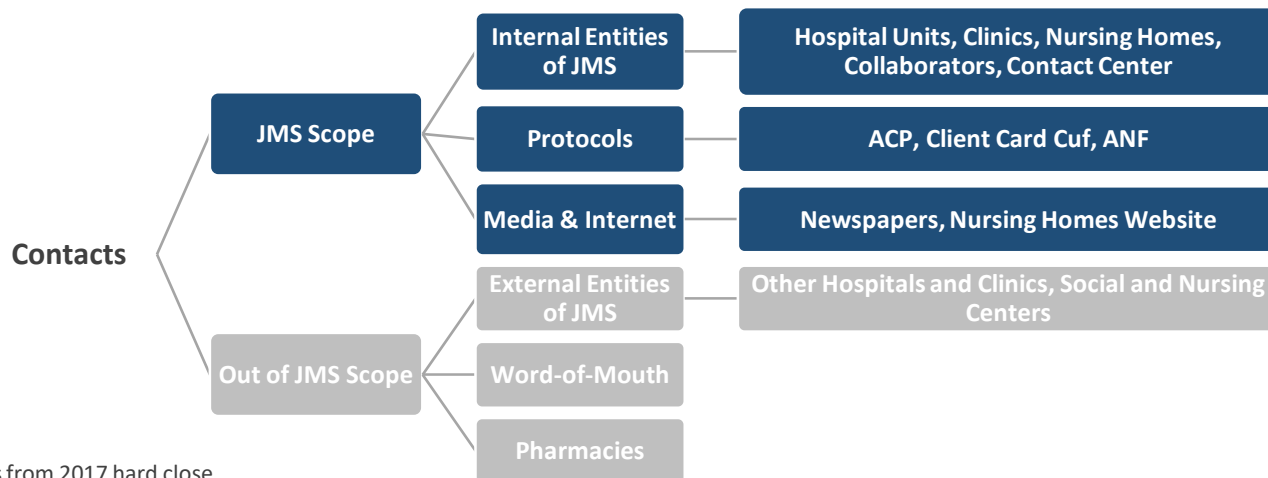 Internal Entities
of JMS
Hospital Units, Clinics, Nursing Homes,
Collaborators, Contact Center
JMS Scope
Protocols
ACP, Client Card Cuf, ANF
Media & Internet
Newspapers, Nursing Homes Website
Contacts
External Entities
of JMS
Other Hospitals and Clinics, Social and Nursing
Centers
Out of JMS Scope
Word-of-Mouth
Pharmacies
from 2017 hard close